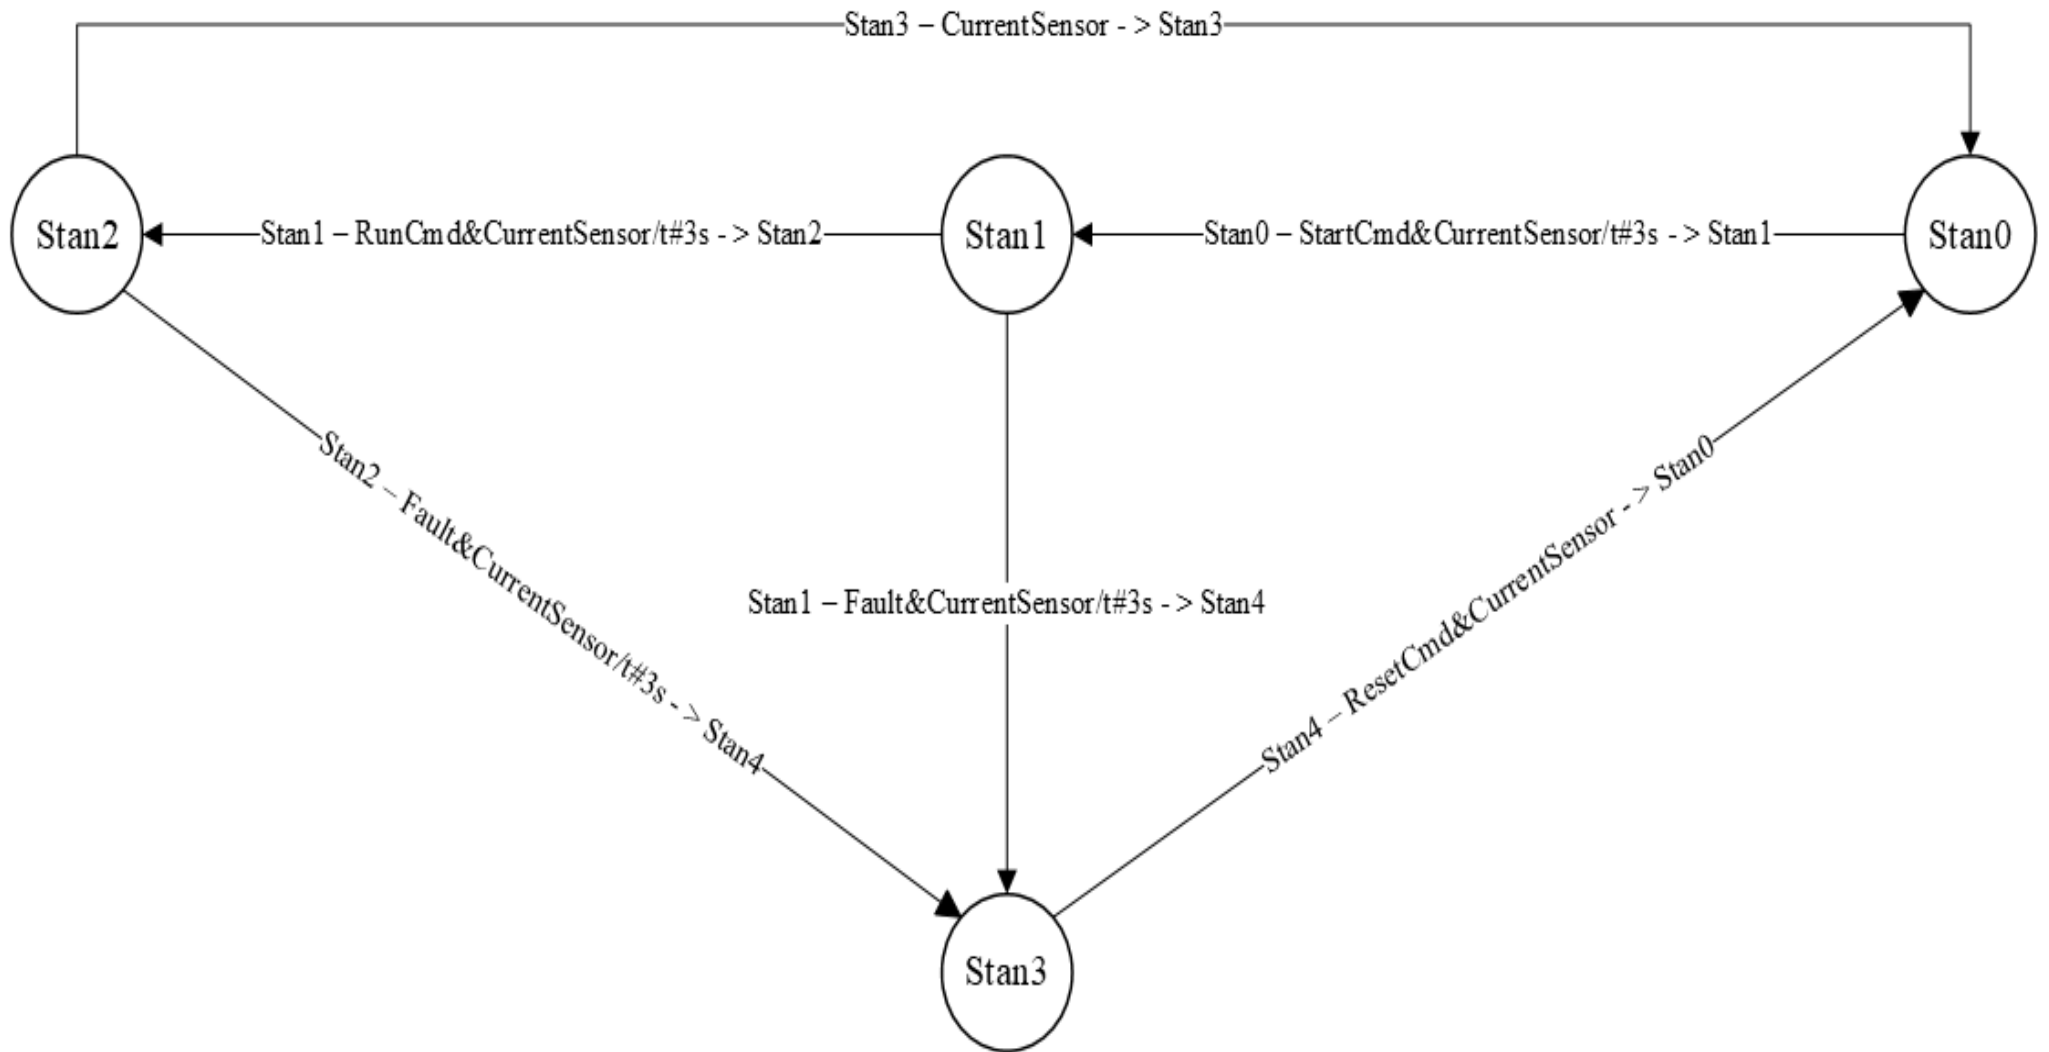 Stan3 – CurrentSensor - > Stan3
Stan2
Stan1 – RunCmd&CurrentSensor/t#3s - > Stan2
Stan1
Stan0 – StartCmd&CurrentSensor/t#3s - > Stan1
Stan0
Stan2 – Fault&CurrentSensor/t#3s - > Stan4
Stan1 – Fault&CurrentSensor/t#3s - > Stan4
Stan4 – ResetCmd&CurrentSensor - > Stan0
Stan3